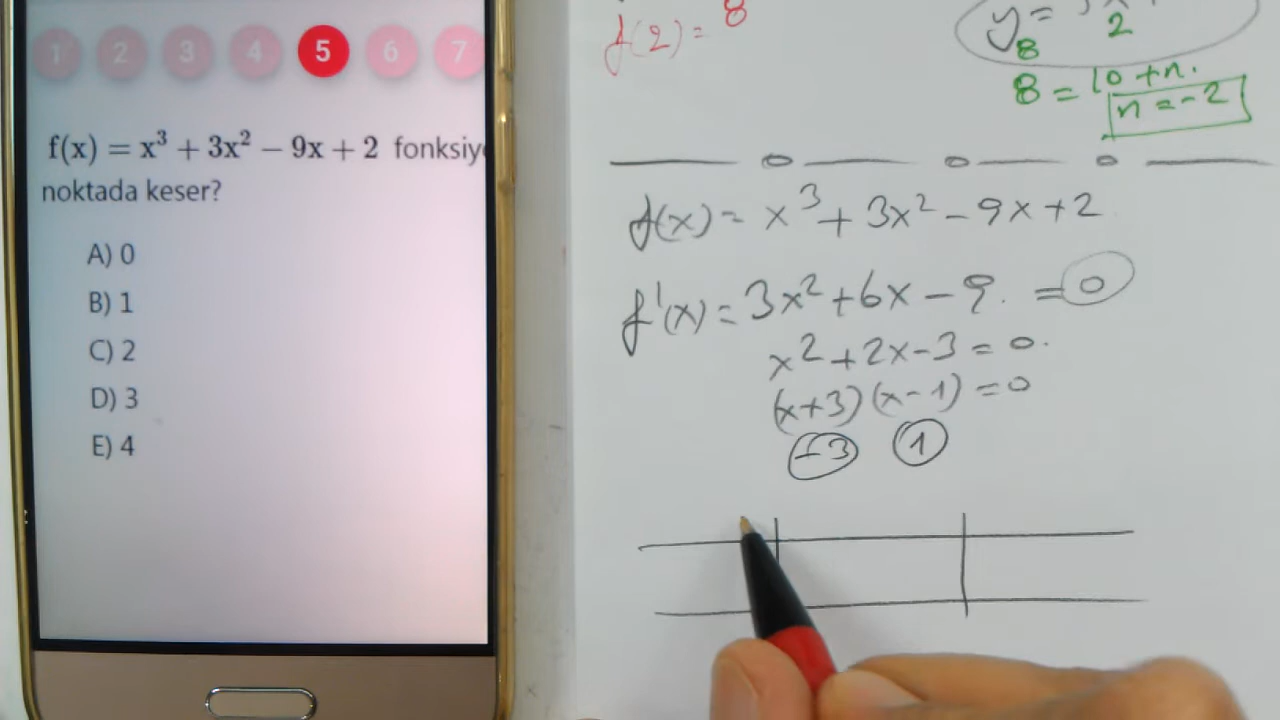 1 2 3 4 5 6 7
f(x) = x³ + 3x² − 9x + 2
noktada keser?
A) 0
B) 1
C) 2
D) 3
E) 4
f(2) = 8
y =
2
8
8 = 10 + n.
n = -2
f(x) = x³ + 3x² - 9x + 2
f'(x) = 3x² + 6x - 9. = 0
x² + 2x - 3 = 0.
(x+3) (x-1) = 0
-3 1